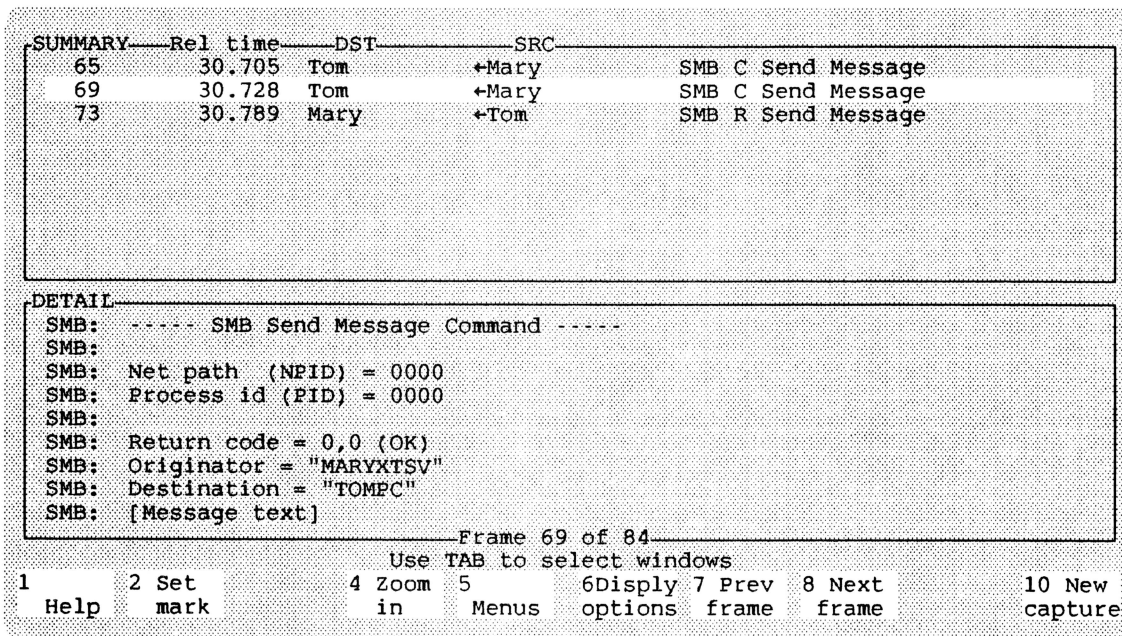 SUMMARY Rel time DST SRC
65 30.705 Tom ←Mary SMB C Send Message
69 30.728 Tom ←Mary SMB C Send Message
73 30.789 Mary ←Tom SMB R Send Message
DETAIL
SMB: ----- SMB Send Message Command -----
SMB:
SMB: Net path (NPID) = 0000
SMB: Process id (PID) = 0000
SMB:
SMB: Return code = 0,0 (OK)
SMB: Originator = "MARYXTSV"
SMB: Destination = "TOMPC"
SMB: [Message text]
Frame 69 of 84
Use TAB to select windows
1 2 Set 4 Zoom 5 6Disply 7 Prev 8 Next 10 New
Help mark in Menus options frame frame capture